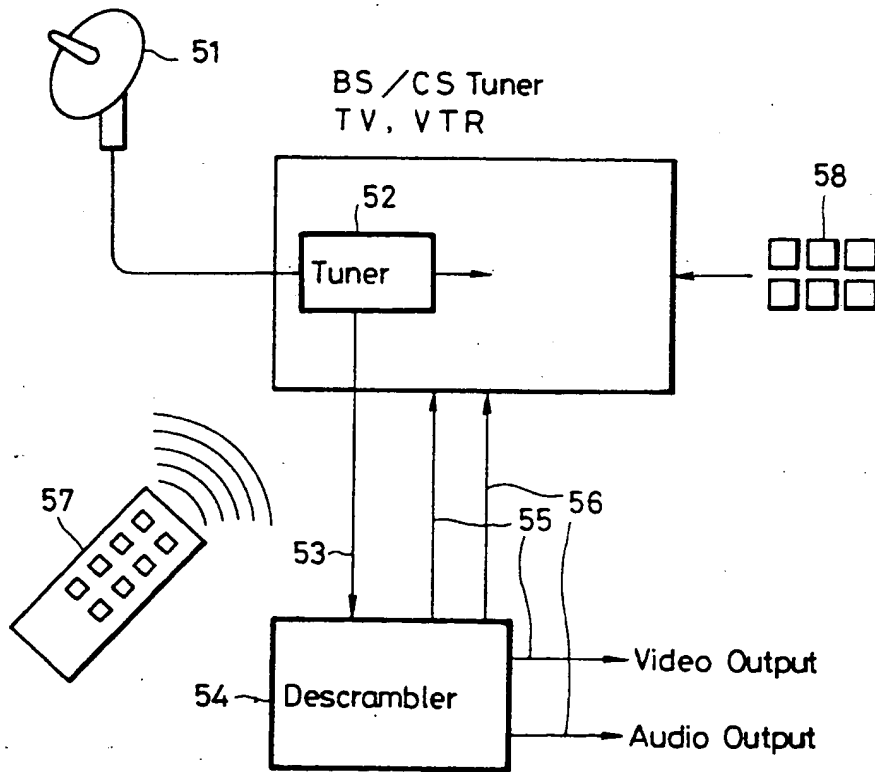 51
BS/CS Tuner
TV, VTR
52
58
Tuner
57
53
55
56
54
Descrambler
Video Output
Audio Output